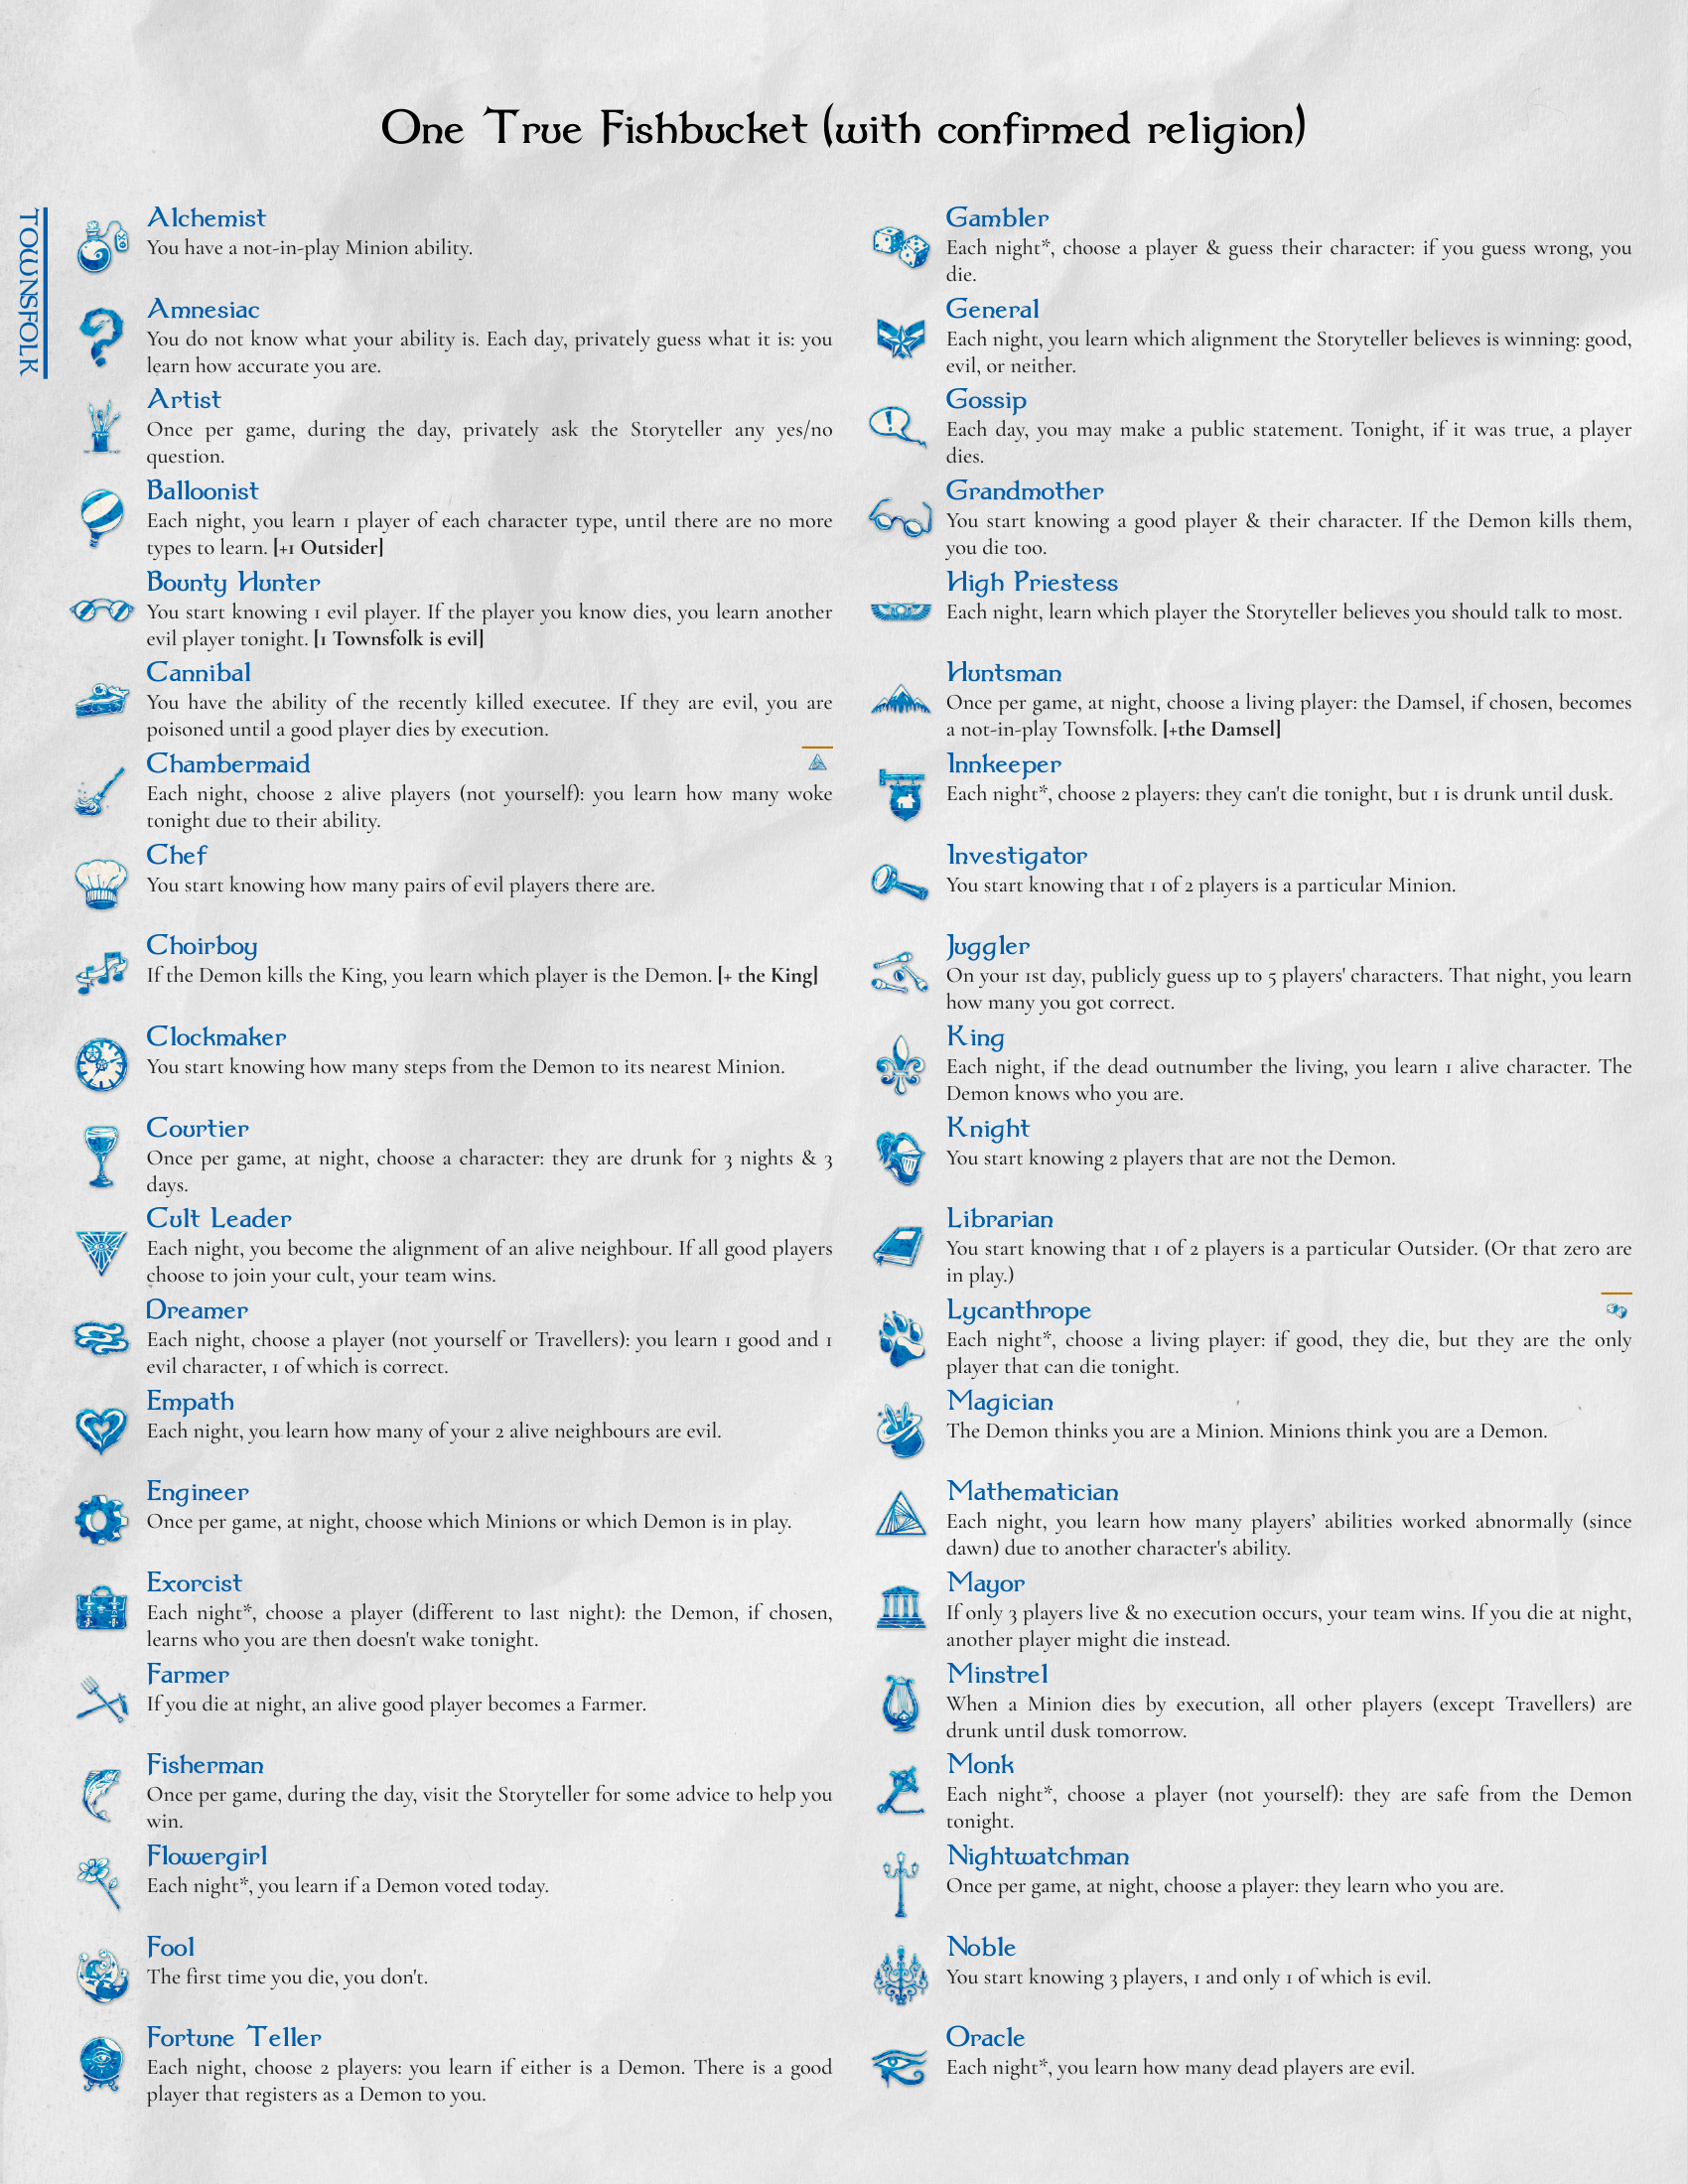 One True Fishbucket (with confirmed religion)
TOWNSFOLK
Alchemist
You have a not-in-play Minion ability.
Amnesiac
You do not know what your ability is. Each day, privately guess what it is: you
learn how accurate you are.
Artist
Once per game, during the day, privately ask the Storyteller any yes/no
question.
Balloonist
Each night, you learn 1 player of each character type, until there are no more
types to learn. [+1 Outsider]
Bounty Hunter
You start knowing 1 evil player. If the player you know dies, you learn another
evil player tonight. [1 Townsfolk is evil]
Cannibal
You have the ability of the recently killed executee. If they are evil, you are
poisoned until a good player dies by execution.
Chambermaid
Each night, choose 2 alive players (not yourself): you learn how many woke
tonight due to their ability.
Chef
You start knowing how many pairs of evil players there are.
Choirboy
If the Demon kills the King, you learn which player is the Demon. [+ the King]
Clockmaker
You start knowing how many steps from the Demon to its nearest Minion.
Courtier
Once per game, at night, choose a character: they are drunk for 3 nights & 3
days.
Cult Leader
Each night, you become the alignment of an alive neighbour. If all good players
choose to join your cult, your team wins.
Dreamer
Each night, choose a player (not yourself or Travellers): you learn 1 good and 1
evil character, 1 of which is correct.
Empath
Each night, you learn how many of your 2 alive neighbours are evil.
Engineer
Once per game, at night, choose which Minions or which Demon is in play.
Exorcist
Each night*, choose a player (different to last night): the Demon, if chosen,
learns who you are then doesn't wake tonight.
Farmer
If you die at night, an alive good player becomes a Farmer.
Fisherman
Once per game, during the day, visit the Storyteller for some advice to help you
win.
Flowergirl
Each night*, you learn if a Demon voted today.
Fool
The first time you die, you don't.
Fortune Teller
Each night, choose 2 players: you learn if either is a Demon. There is a good
player that registers as a Demon to you.
Gambler
Each night*, choose a player & guess their character: if you guess wrong, you
die.
General
Each night, you learn which alignment the Storyteller believes is winning: good,
evil, or neither.
Gossip
Each day, you may make a public statement. Tonight, if it was true, a player
dies.
Grandmother
You start knowing a good player & their character. If the Demon kills them,
you die too.
High Priestess
Each night, learn which player the Storyteller believes you should talk to most.
Huntsman
Once per game, at night, choose a living player: the Damsel, if chosen, becomes
a not-in-play Townsfolk. [+the Damsel]
Innkeeper
Each night*, choose 2 players: they can't die tonight, but 1 is drunk until dusk.
Investigator
You start knowing that 1 of 2 players is a particular Minion.
Juggler
On your 1st day, publicly guess up to 5 players' characters. That night, you learn
how many you got correct.
King
Each night, if the dead outnumber the living, you learn 1 alive character. The
Demon knows who you are.
Knight
You start knowing 2 players that are not the Demon.
Librarian
You start knowing that 1 of 2 players is a particular Outsider. (Or that zero are
in play.)
Lycanthrope
Each night*, choose a living player: if good, they die, but they are the only
player that can die tonight.
Magician
The Demon thinks you are a Minion. Minions think you are a Demon.
Mathematician
Each night, you learn how many players’ abilities worked abnormally (since
dawn) due to another character's ability.
Mayor
If only 3 players live & no execution occurs, your team wins. If you die at night,
another player might die instead.
Minstrel
When a Minion dies by execution, all other players (except Travellers) are
drunk until dusk tomorrow.
Monk
Each night*, choose a player (not yourself): they are safe from the Demon
tonight.
Nightwatchman
Once per game, at night, choose a player: they learn who you are.
Noble
You start knowing 3 players, 1 and only 1 of which is evil.
Oracle
Each night*, you learn how many dead players are evil.